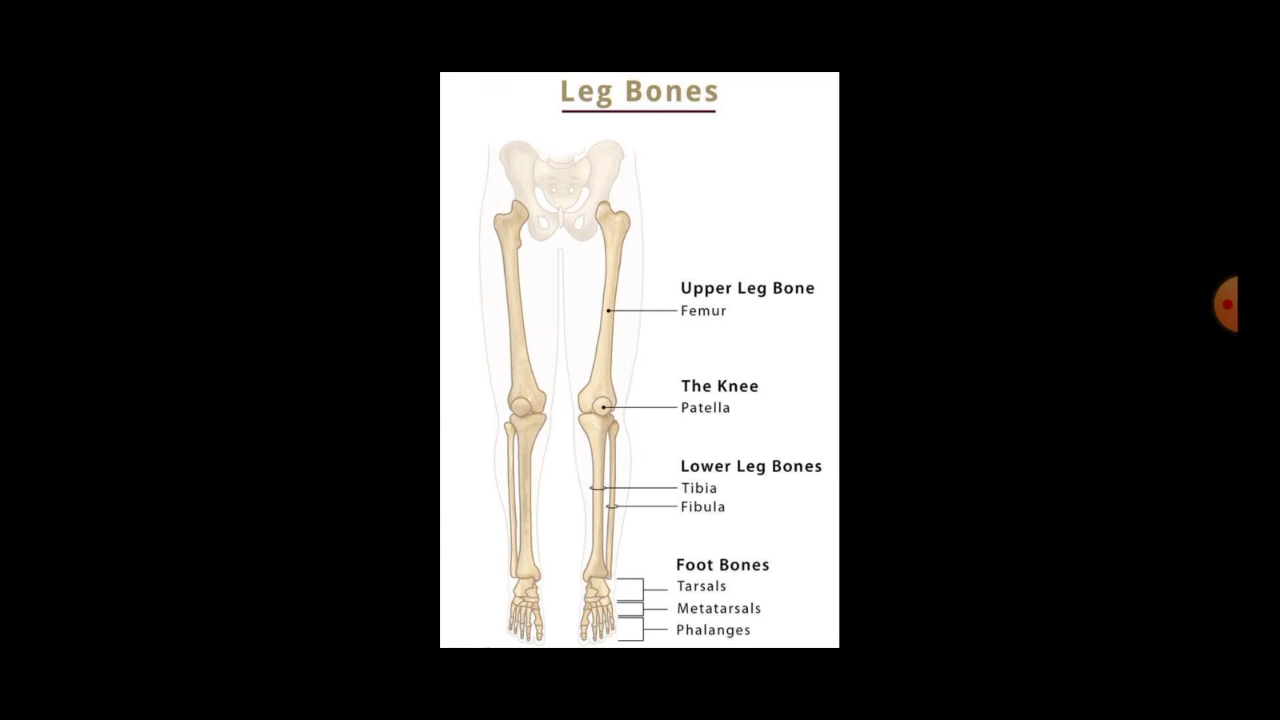 Leg Bones
Upper Leg Bone
Femur
The Knee
Patella
Lower Leg Bones
Tibia
Fibula
Foot Bones
Tarsals
Metatarsals
Phalanges